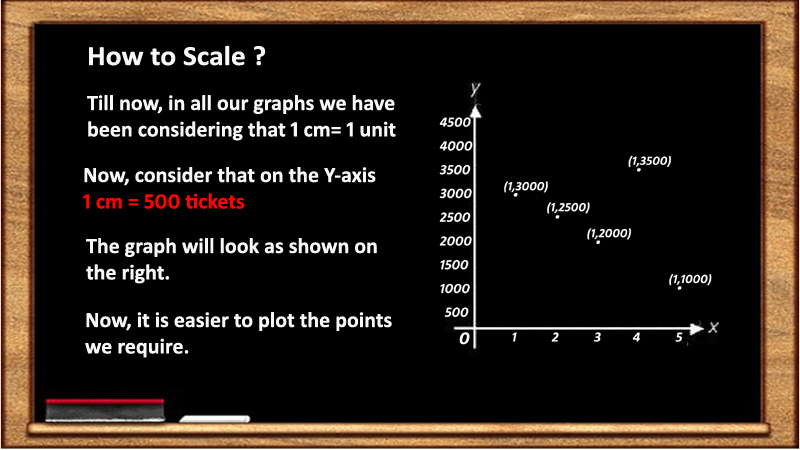 How to Scale ?
Till now, in all our graphs we have
been considering that 1 cm= 1 unit
Now, consider that on the Y-axis
1 cm = 500 tickets
The graph will look as shown on
the right.
Now, it is easier to plot the points
we require.
y
4500
4000
3500
3000
2500
2000
1500
1000
500
(1,3000)
(1,2500)
(1,2000)
(1,3500)
(1,1000)
O 1 2 3 4 5 x